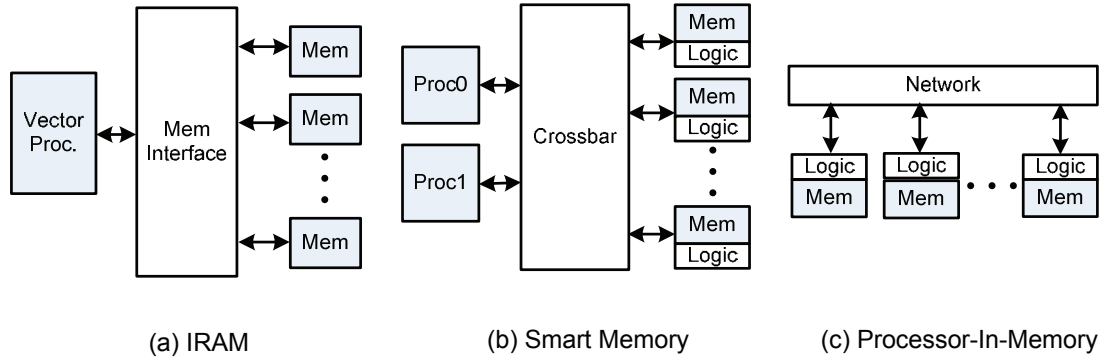 Vector
Proc.
Mem
Interface
Mem
Mem
Mem
(a) IRAM
Proc0
Proc1
Crossbar
Mem
Logic
Mem
Logic
Mem
Logic
(b) Smart Memory
Network
Logic
Mem
Logic
Mem
Logic
Mem
(c) Processor-In-Memory